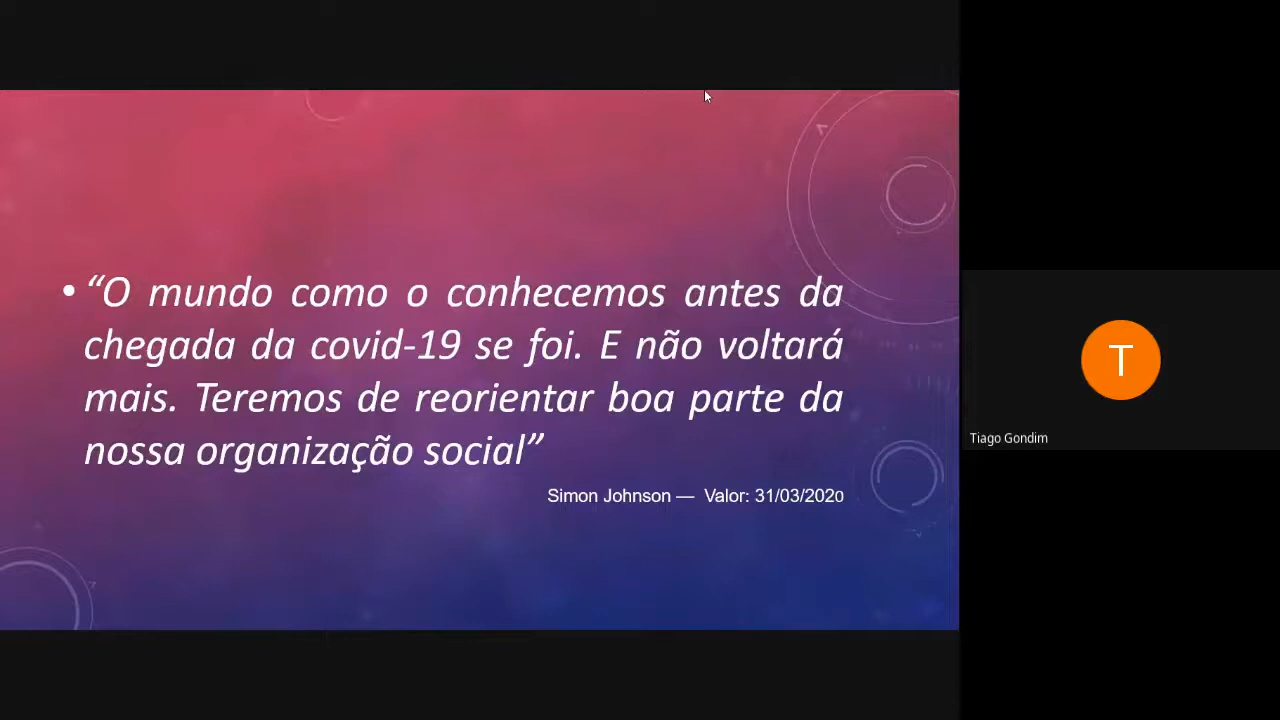 • “O mundo como o conhecemos antes da
chegada da covid-19 se foi. E não voltará
mais. Teremos de reorientar boa parte da
nossa organização social”
Simon Johnson — Valor: 31/03/2020
T
Tiago Gondim